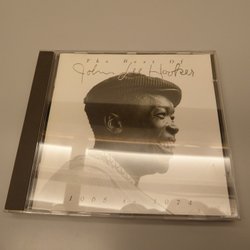 The Best Of
John Lee Hooker
1965 to 1974